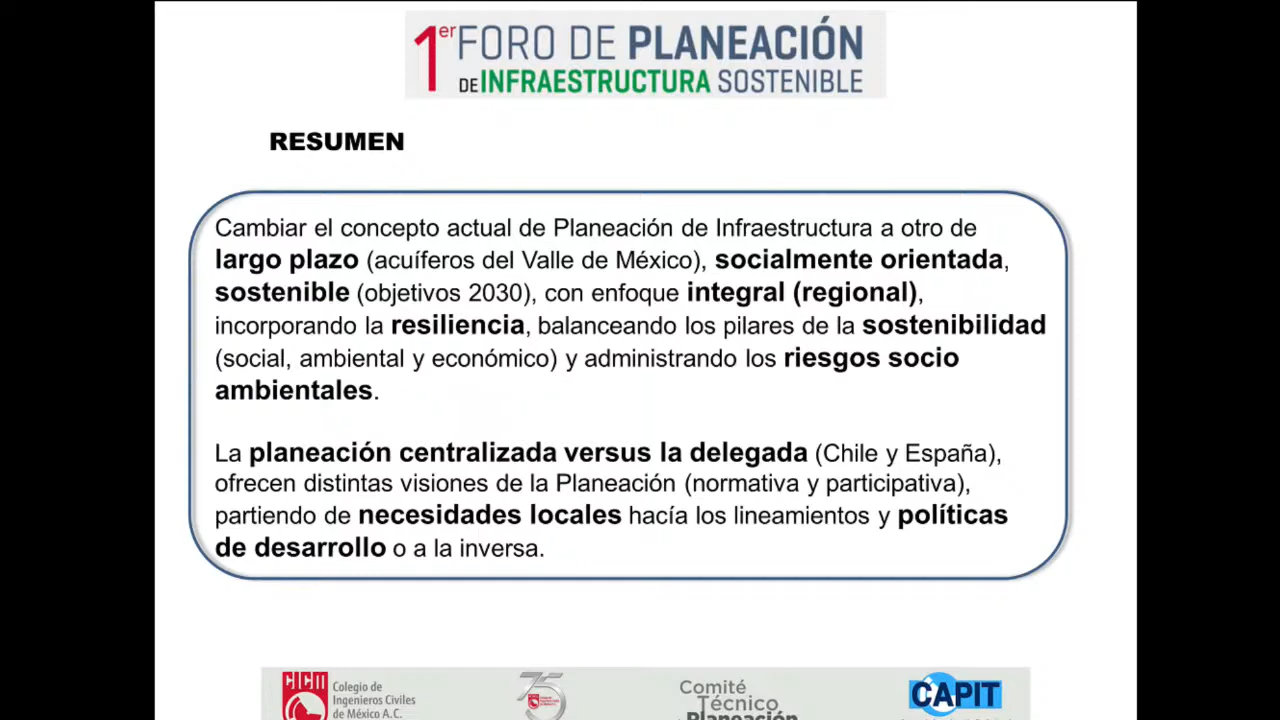 1er FORO DE PLANEACIÓN
DE INFRAESTRUCTURA SOSTENIBLE
RESUMEN
Cambiar el concepto actual de Planeación de Infraestructura a otro de
largo plazo (acuíferos del Valle de México), socialmente orientada,
sostenible (objetivos 2030), con enfoque integral (regional),
incorporando la resiliencia, balanceando los pilares de la sostenibilidad
(social, ambiental y económico) y administrando los riesgos socio
ambientales.
La planeación centralizada versus la delegada (Chile y España),
ofrecen distintas visiones de la Planeación (normativa y participativa),
partiendo de necesidades locales hacía los lineamientos y políticas
de desarrollo o a la inversa.
CICM
Colegio de
Ingenieros Civiles
de México A.C.
75
Comité
Técnico
Planeación
CAPIT